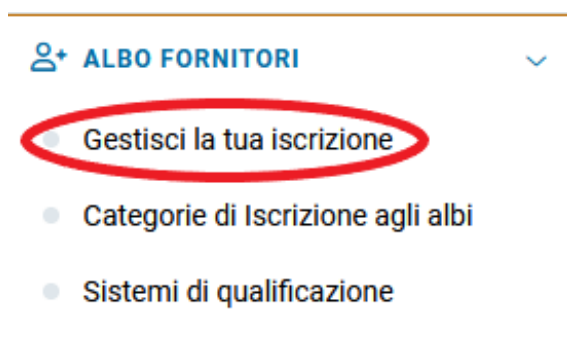 ALBO FORNITORI
Gestisci la tua iscrizione
Categorie di Iscrizione agli albi
Sistemi di qualificazione